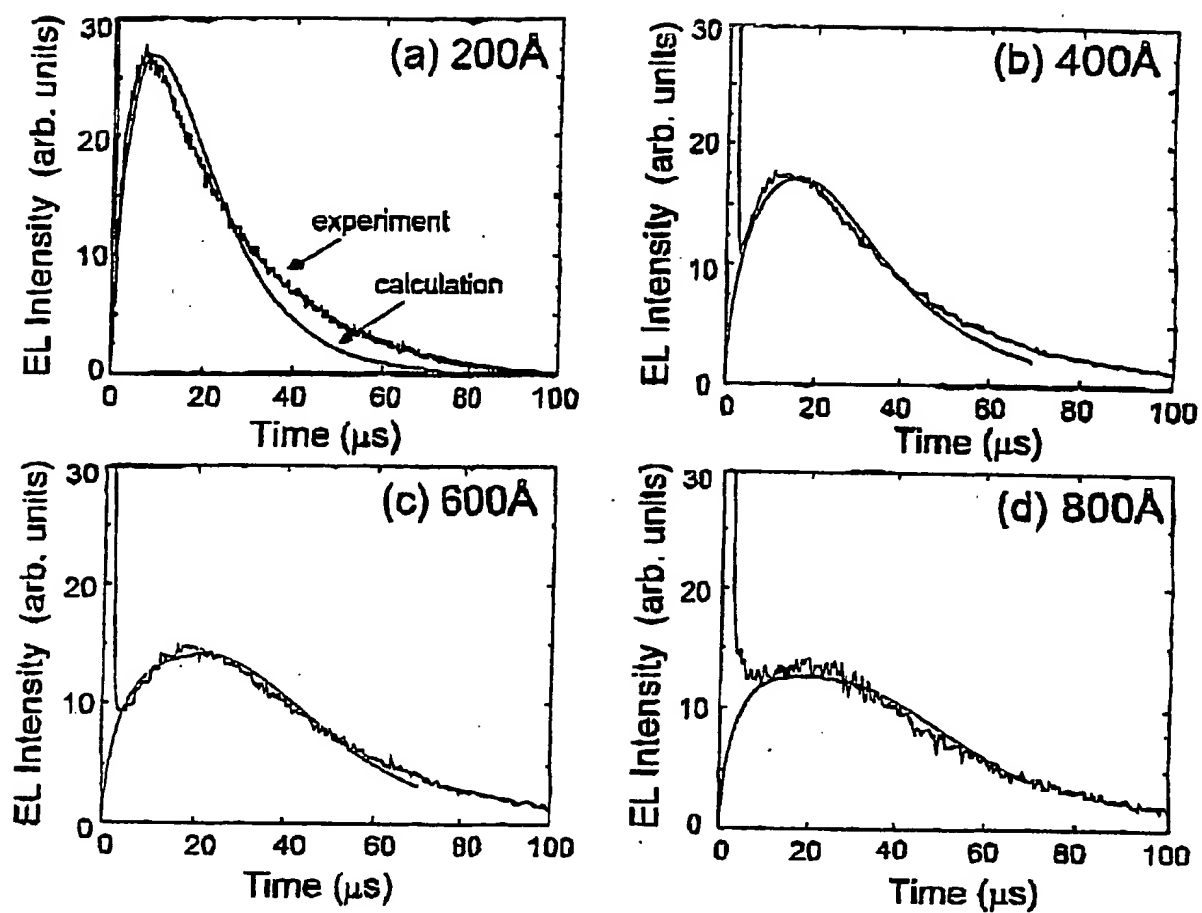 (a) 200Å
EL Intensity (arb. units)
30
20
10
0
experiment
calculation
0 20 40 60 80 100
Time (μs)
(b) 400Å
EL Intensity (arb. units)
30
20
10
0
0 20 40 60 80 100
Time (μs)
(c) 600Å
EL Intensity (arb. units)
30
20
10
0
0 20 40 60 80 100
Time (μs)
(d) 800Å
EL Intensity (arb. units)
30
20
10
0
0 20 40 60 80 100
Time (μs)